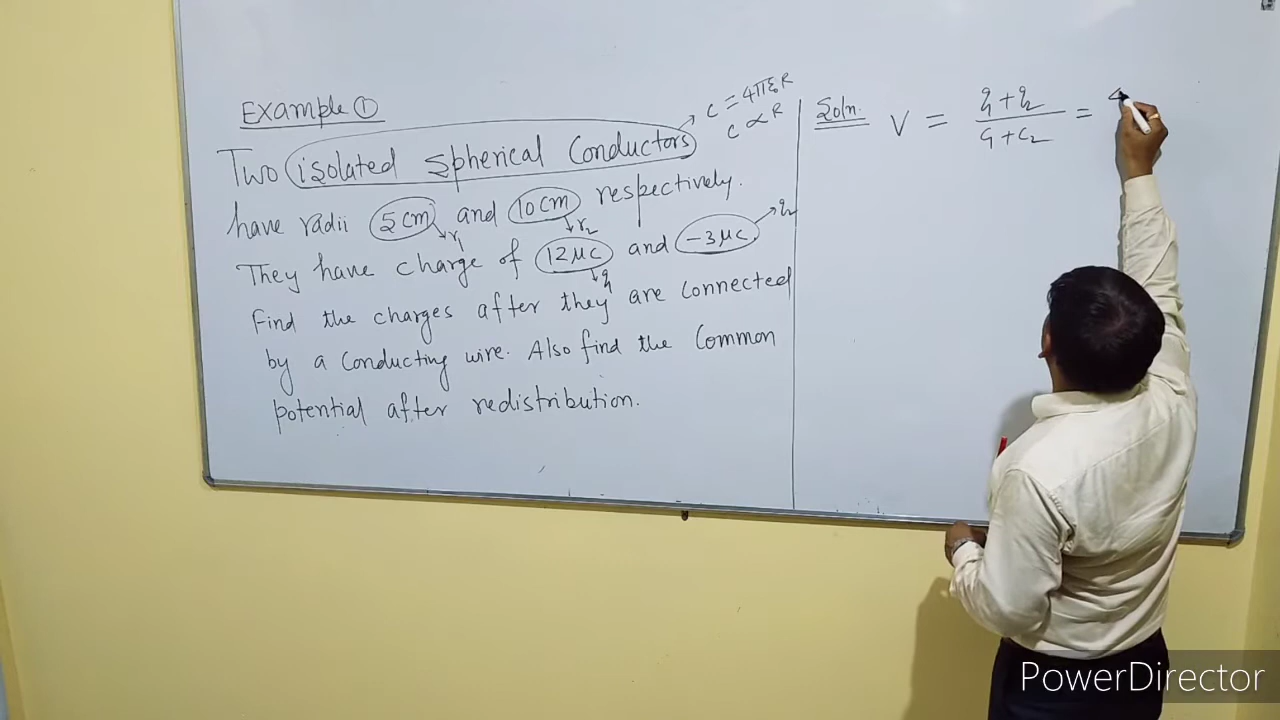 Example ①
Two isolated Spherical Conductors
C = 4πε₀R
C ∝ R
have radii 5cm and 10cm respectively.
r₁ r₂ q₂
They have charge of 12μc and -3μc.
q₁
Find the charges after they are connected
by a Conducting wire. Also find the Common
potential after redistribution.
Soln.
V = q₁+q₂ / C₁+C₂ =
PowerDirector